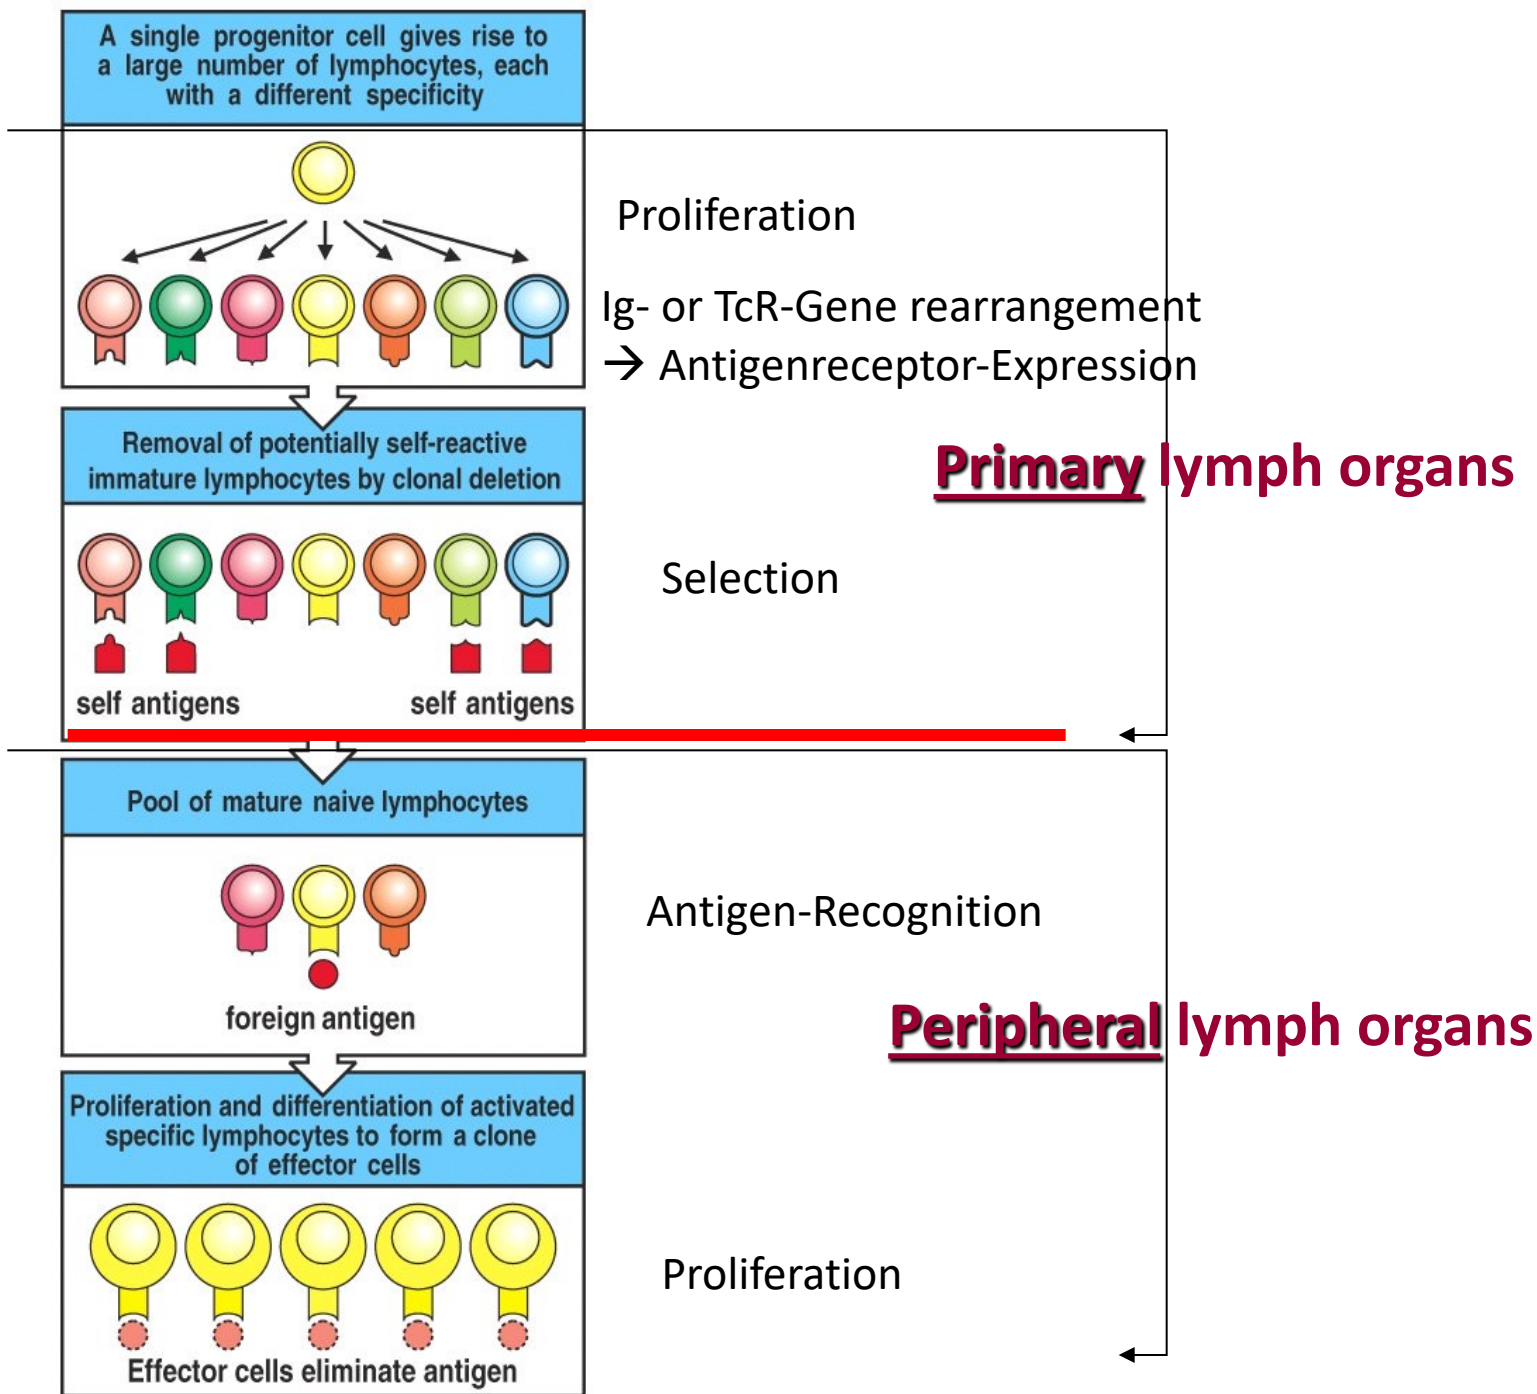 A single progenitor cell gives rise to
a large number of lymphocytes, each
with a different specificity
Proliferation
Ig- or TcR-Gene rearrangement
→ Antigenreceptor-Expression
Removal of potentially self-reactive
immature lymphocytes by clonal deletion
Primary lymph organs
Selection
self antigens
self antigens
Pool of mature naive lymphocytes
Antigen-Recognition
foreign antigen
Peripheral lymph organs
Proliferation and differentiation of activated
specific lymphocytes to form a clone
of effector cells
Proliferation
Effector cells eliminate antigen